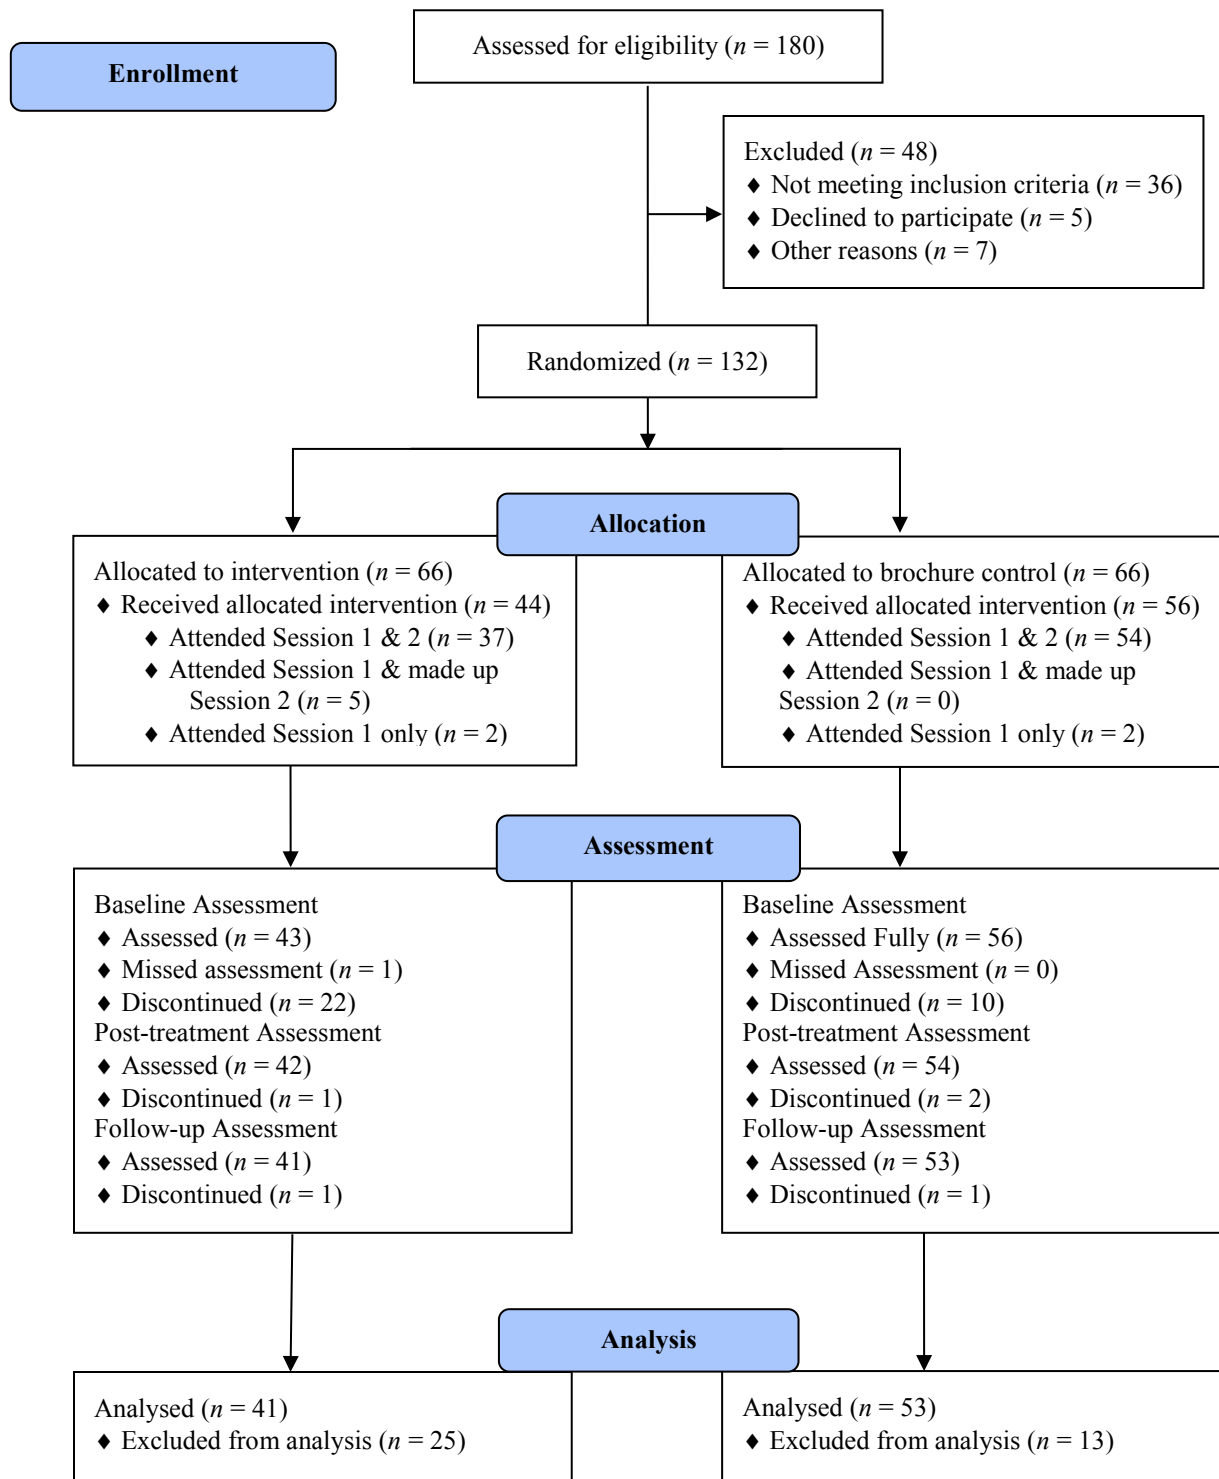 Assessed for eligibility (n = 180)
Enrollment
Excluded (n = 48)
♦ Not meeting inclusion criteria (n = 36)
♦ Declined to participate (n = 5)
♦ Other reasons (n = 7)
Randomized (n = 132)
Allocation
Allocated to intervention (n = 66)
♦ Received allocated intervention (n = 44)
♦ Attended Session 1 & 2 (n = 37)
♦ Attended Session 1 & made up
Session 2 (n = 5)
♦ Attended Session 1 only (n = 2)
Allocated to brochure control (n = 66)
♦ Received allocated intervention (n = 56)
♦ Attended Session 1 & 2 (n = 54)
♦ Attended Session 1 & made up
Session 2 (n = 0)
♦ Attended Session 1 only (n = 2)
Assessment
Baseline Assessment
♦ Assessed (n = 43)
♦ Missed assessment (n = 1)
♦ Discontinued (n = 22)
Post-treatment Assessment
♦ Assessed (n = 42)
♦ Discontinued (n = 1)
Follow-up Assessment
♦ Assessed (n = 41)
♦ Discontinued (n = 1)
Baseline Assessment
♦ Assessed Fully (n = 56)
♦ Missed Assessment (n = 0)
♦ Discontinued (n = 10)
Post-treatment Assessment
♦ Assessed (n = 54)
♦ Discontinued (n = 2)
Follow-up Assessment
♦ Assessed (n = 53)
♦ Discontinued (n = 1)
Analysis
Analysed (n = 41)
♦ Excluded from analysis (n = 25)
Analysed (n = 53)
♦ Excluded from analysis (n = 13)